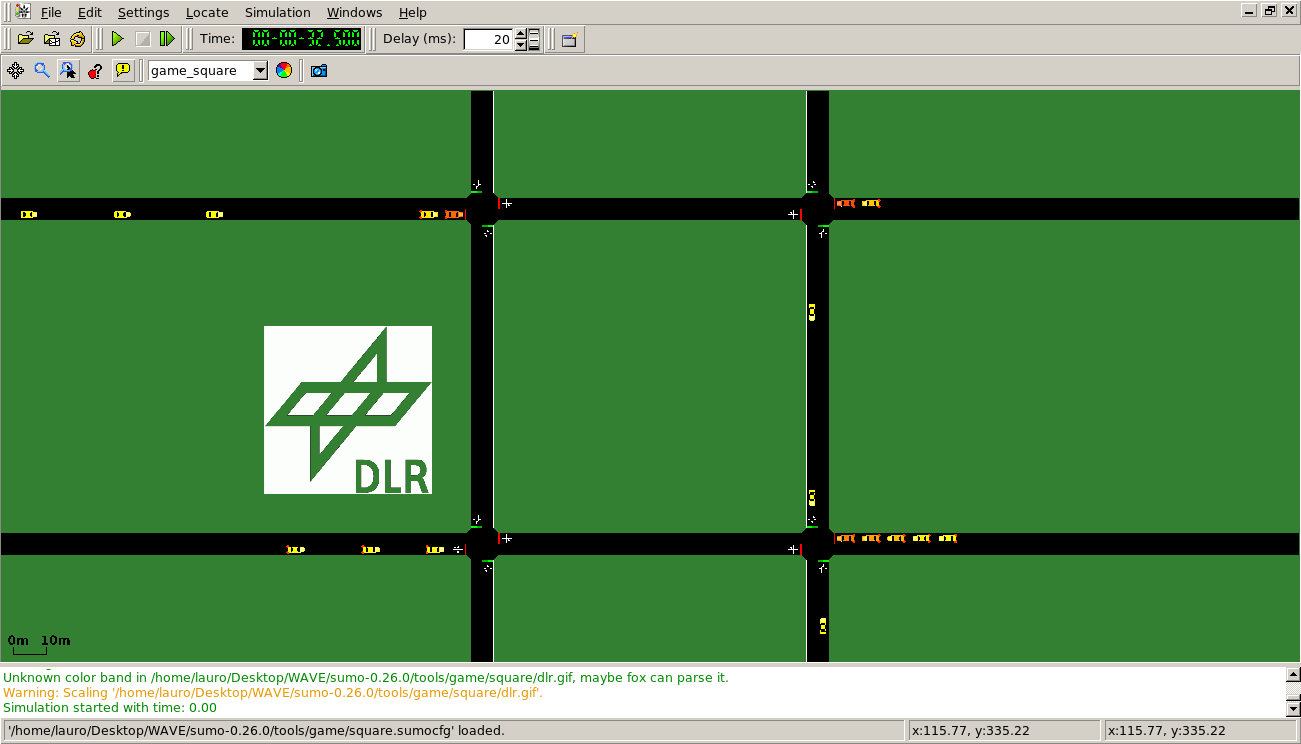 File Edit Settings Locate Simulation Windows Help
Time: 00-00-32.500 Delay (ms): 20
game_square
DLR
0m 10m
Unknown color band in /home/lauro/Desktop/WAVE/sumo-0.26.0/tools/game/square/dlr.gif, maybe fox can parse it.
Warning: Scaling '/home/lauro/Desktop/WAVE/sumo-0.26.0/tools/game/square/dlr.gif'.
Simulation started with time: 0.00
'/home/lauro/Desktop/WAVE/sumo-0.26.0/tools/game/square.sumocfg' loaded. x:115.77, y:335.22 x:115.77, y:335.22